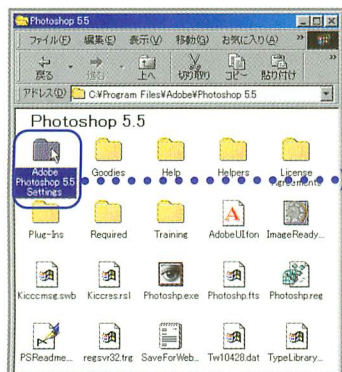 Photoshop 5.5
ファイル(F) 編集(E) 表示(V) 移動(G) お気に入り(A) »
戻る 進む 上へ 切り取り コピー 貼り付け »
アドレス(D) C:¥Program Files¥Adobe¥Photoshop 5.5
Photoshop 5.5
Adobe Photoshop 5.5 Settings
Goodies
Help
Helpers
License Agreements
Plug-Ins
Required
Training
AdobeUIfon
ImageReady...
Kicccmsg.swb
Kiccres.rsl
Photoshp.exe
Photoshp.fts
Photoshp.reg
PSReadme...
regsvr32.trg
SaveForWeb...
Tw10428.dat
TypeLibrary...